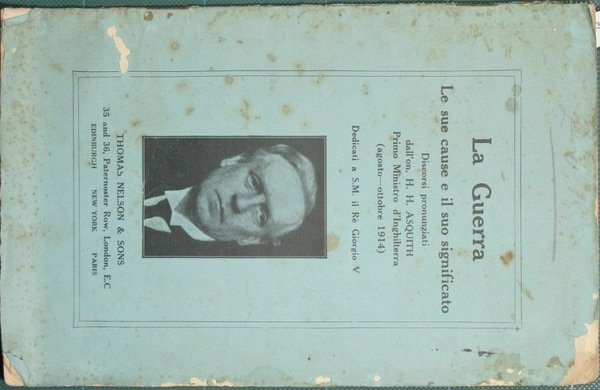 La Guerra
Le sue cause e il suo significato
Discorsi pronunziati
dall'on. H. H. ASQUITH
Primo Ministro d'Inghilterra
(agosto—ottobre 1914)
Dedicati a S.M. il Rè Giorgio V
THOMAS NELSON & SONS
35 and 36, Paternoster Row, London, E.C
EDINBURGH NEW YORK PARIS